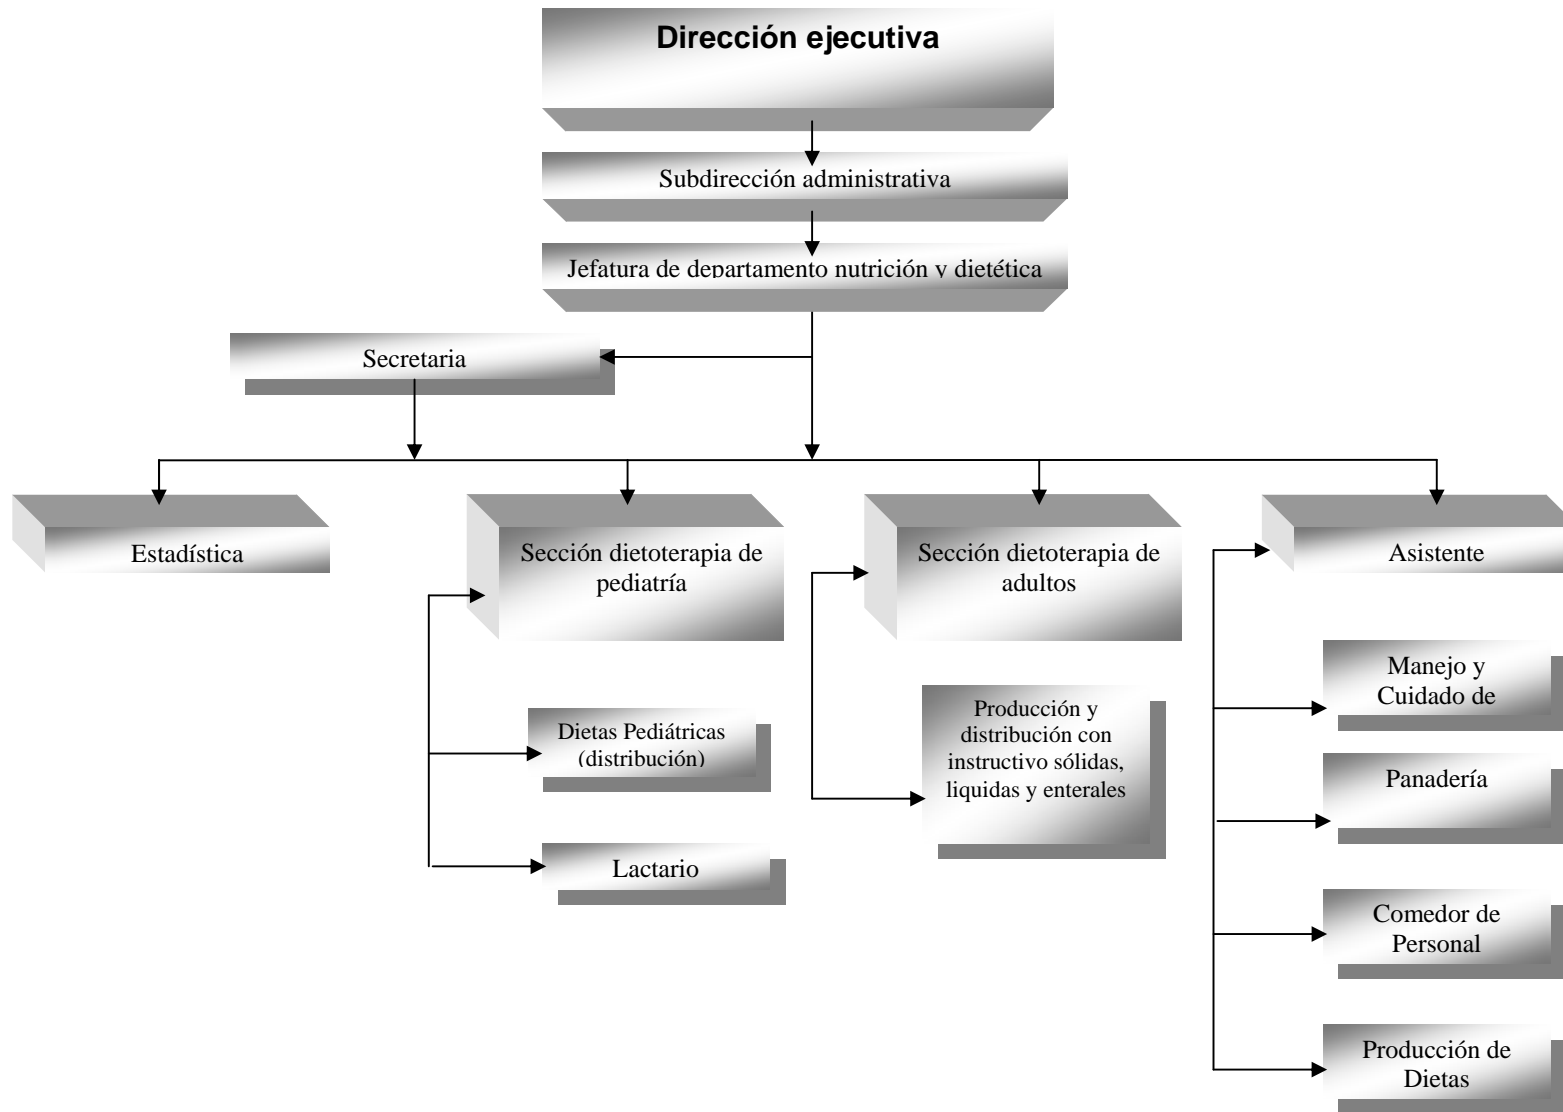 Dirección ejecutiva
Subdirección administrativa
Jefatura de departamento nutrición y dietética
Secretaria
Estadística
Sección dietoterapia de
pediatría
Sección dietoterapia de
adultos
Asistente
Dietas Pediátricas
(distribución)
Lactario
Producción y
distribución con
instructivo sólidas,
liquidas y enterales
Manejo y
Cuidado de
Panadería
Comedor de
Personal
Producción de
Dietas